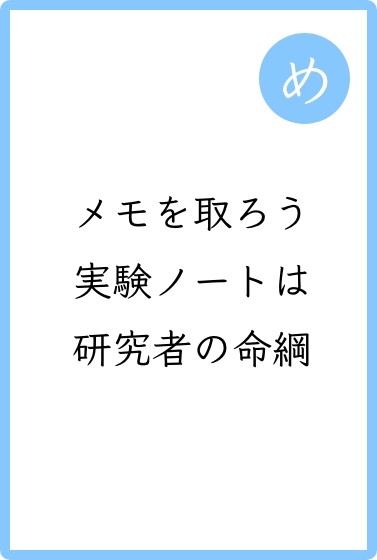 め
メモを取ろう
実験ノートは
研究者の命綱